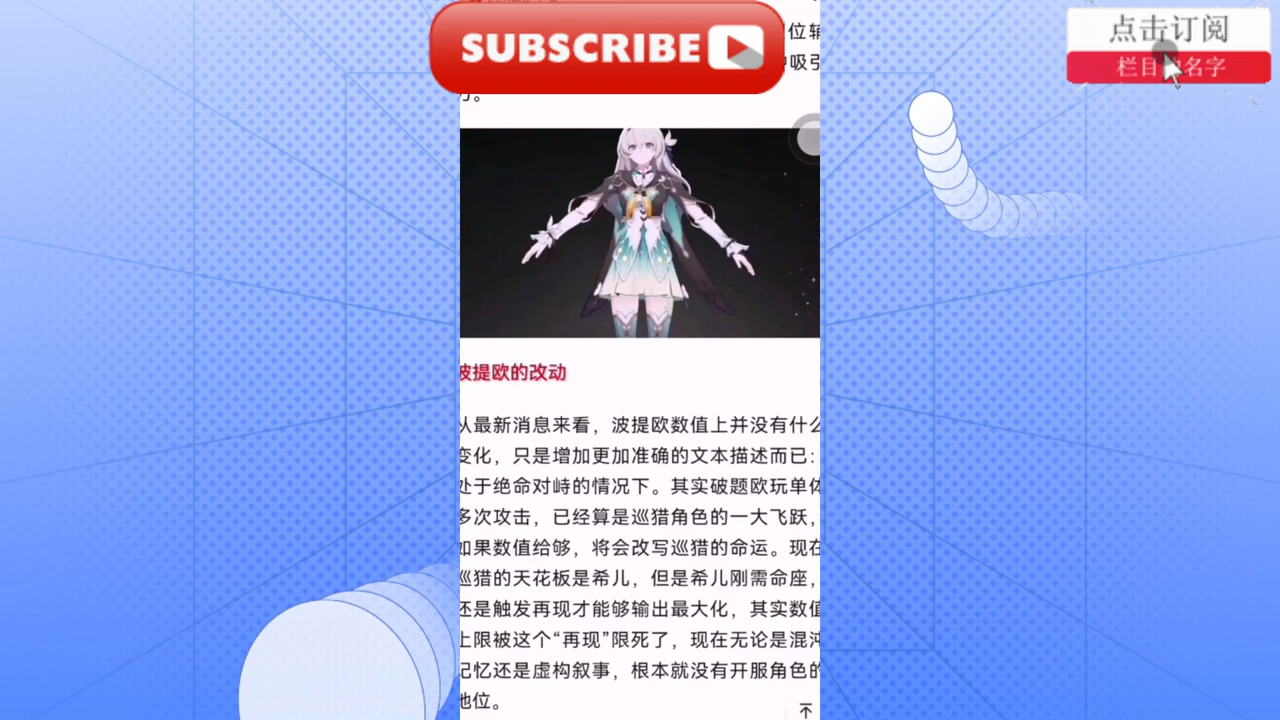 SUBSCRIBE
点击订阅
栏目的名字
位辅
吸引
力。
波提欧的改动
从最新消息来看，波提欧数值上并没有什么
变化，只是增加更加准确的文本描述而已：
处于绝命对峙的情况下。其实破题欧玩单体
多次攻击，已经算是巡猎角色的一大飞跃，
如果数值给够，将会改写巡猎的命运。现在
巡猎的天花板是希儿，但是希儿刚需命座，
还是触发再现才能够输出最大化，其实数值
上限被这个“再现”限死了，现在无论是混沌
记忆还是虚构叙事，根本就没有开服角色的
地位。